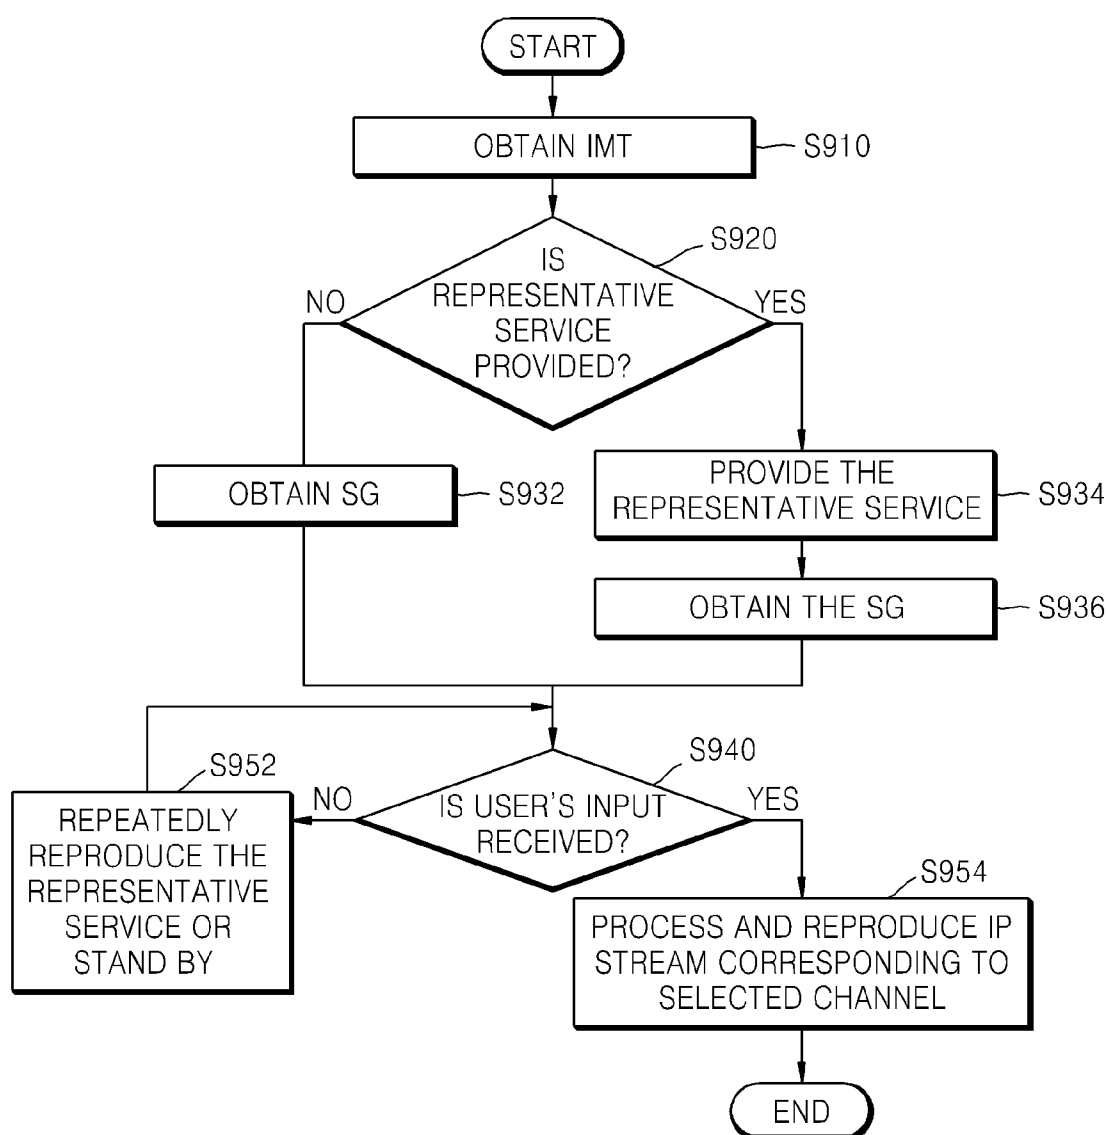 START
OBTAIN IMT
S910
S920
IS
REPRESENTATIVE
SERVICE
PROVIDED?
NO
YES
OBTAIN SG
S932
PROVIDE THE
REPRESENTATIVE SERVICE
S934
OBTAIN THE SG
S936
S940
IS USER'S INPUT
RECEIVED?
NO
YES
S952
REPEATEDLY
REPRODUCE THE
REPRESENTATIVE
SERVICE OR
STAND BY
S954
PROCESS AND REPRODUCE IP
STREAM CORRESPONDING TO
SELECTED CHANNEL
END